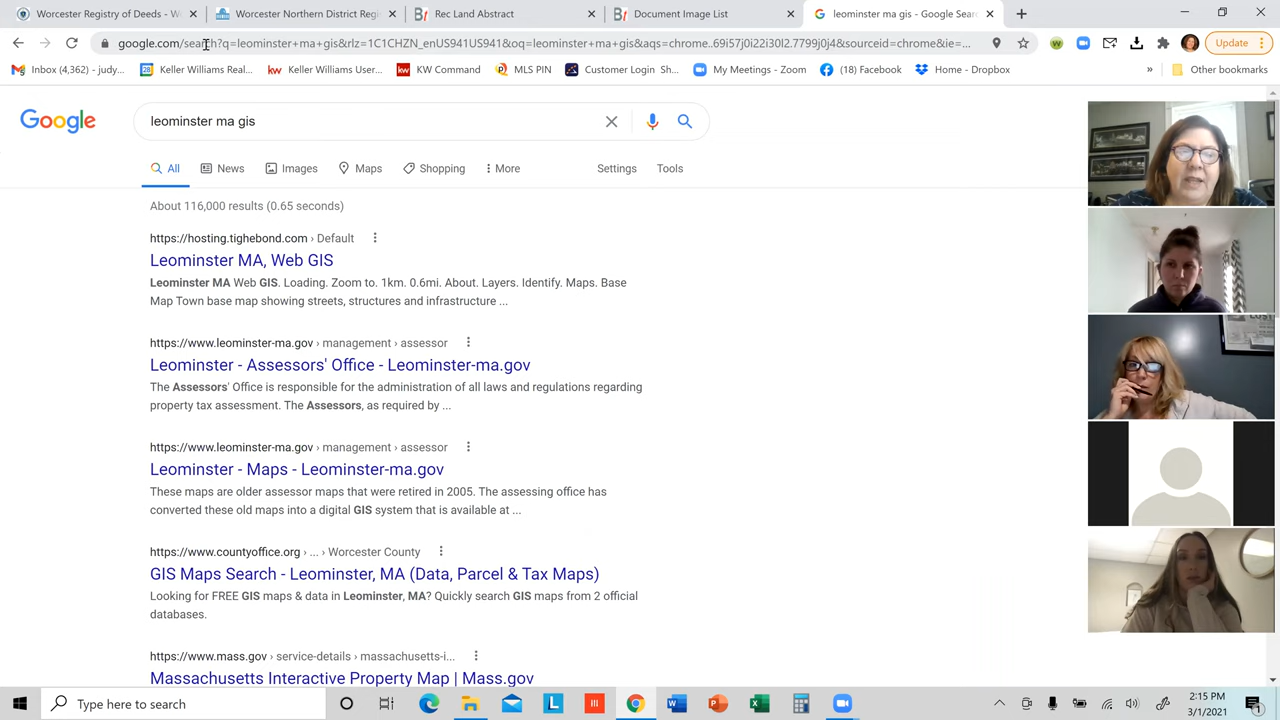 Worcester Registry of Deeds - W
Worcester Northern District Regi
Rec Land Abstract
Document Image List
leominster ma gis - Google Sear
google.com/search?q=leominster+ma+gis&rlz=1C1CHZN_enUS941US941&oq=leominster+ma+gis&aqs=chrome..69i57j0i22i30l2.7799j0j4&sourceid=chrome&ie=...
Update
Inbox (4,362) - judy...
Keller Williams Real...
Keller Williams User...
KW Command
MLS PIN
Customer Login Sh...
My Meetings - Zoom
(18) Facebook
Home - Dropbox
»
Other bookmarks
Google
leominster ma gis
All
News
Images
Maps
Shopping
More
Settings
Tools
About 116,000 results (0.65 seconds)
https://hosting.tighebond.com › Default
Leominster MA, Web GIS
Leominster MA Web GIS. Loading. Zoom to. 1km. 0.6mi. About. Layers. Identify. Maps. Base
Map Town base map showing streets, structures and infrastructure ...
https://www.leominster-ma.gov › management › assessor
Leominster - Assessors' Office - Leominster-ma.gov
The Assessors' Office is responsible for the administration of all laws and regulations regarding
property tax assessment. The Assessors, as required by ...
https://www.leominster-ma.gov › management › assessor
Leominster - Maps - Leominster-ma.gov
These maps are older assessor maps that were retired in 2005. The assessing office has
converted these old maps into a digital GIS system that is available at ...
https://www.countyoffice.org › ... › Worcester County
GIS Maps Search - Leominster, MA (Data, Parcel & Tax Maps)
Looking for FREE GIS maps & data in Leominster, MA? Quickly search GIS maps from 2 official
databases.
https://www.mass.gov › service-details › massachusetts-i...
Massachusetts Interactive Property Map | Mass.gov
Type here to search
2:15 PM
3/1/2021